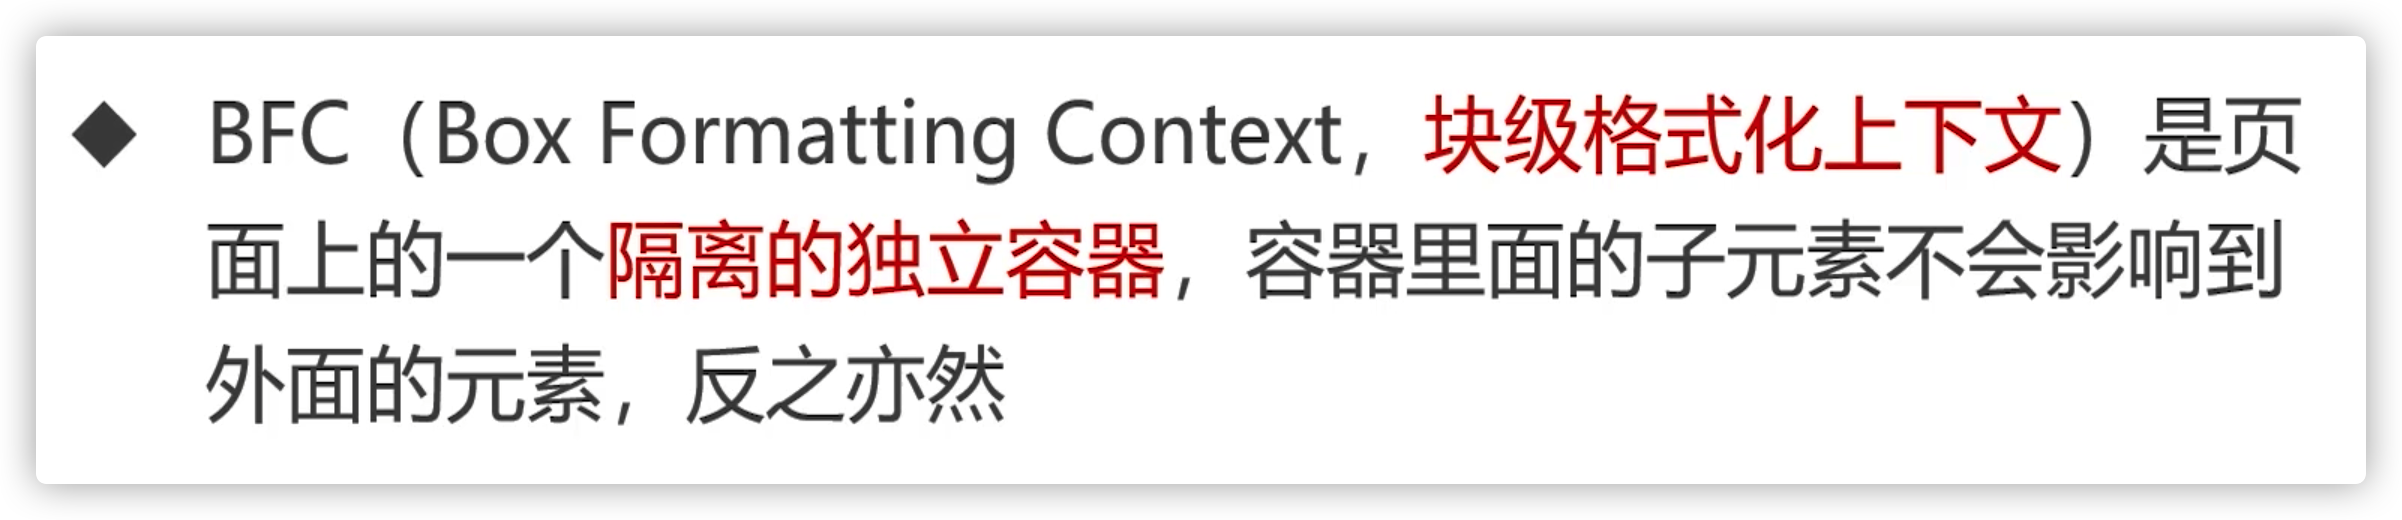 ◆ BFC（Box Formatting Context，块级格式化上下文）是页
面上的一个隔离的独立容器，容器里面的子元素不会影响到
外面的元素，反之亦然